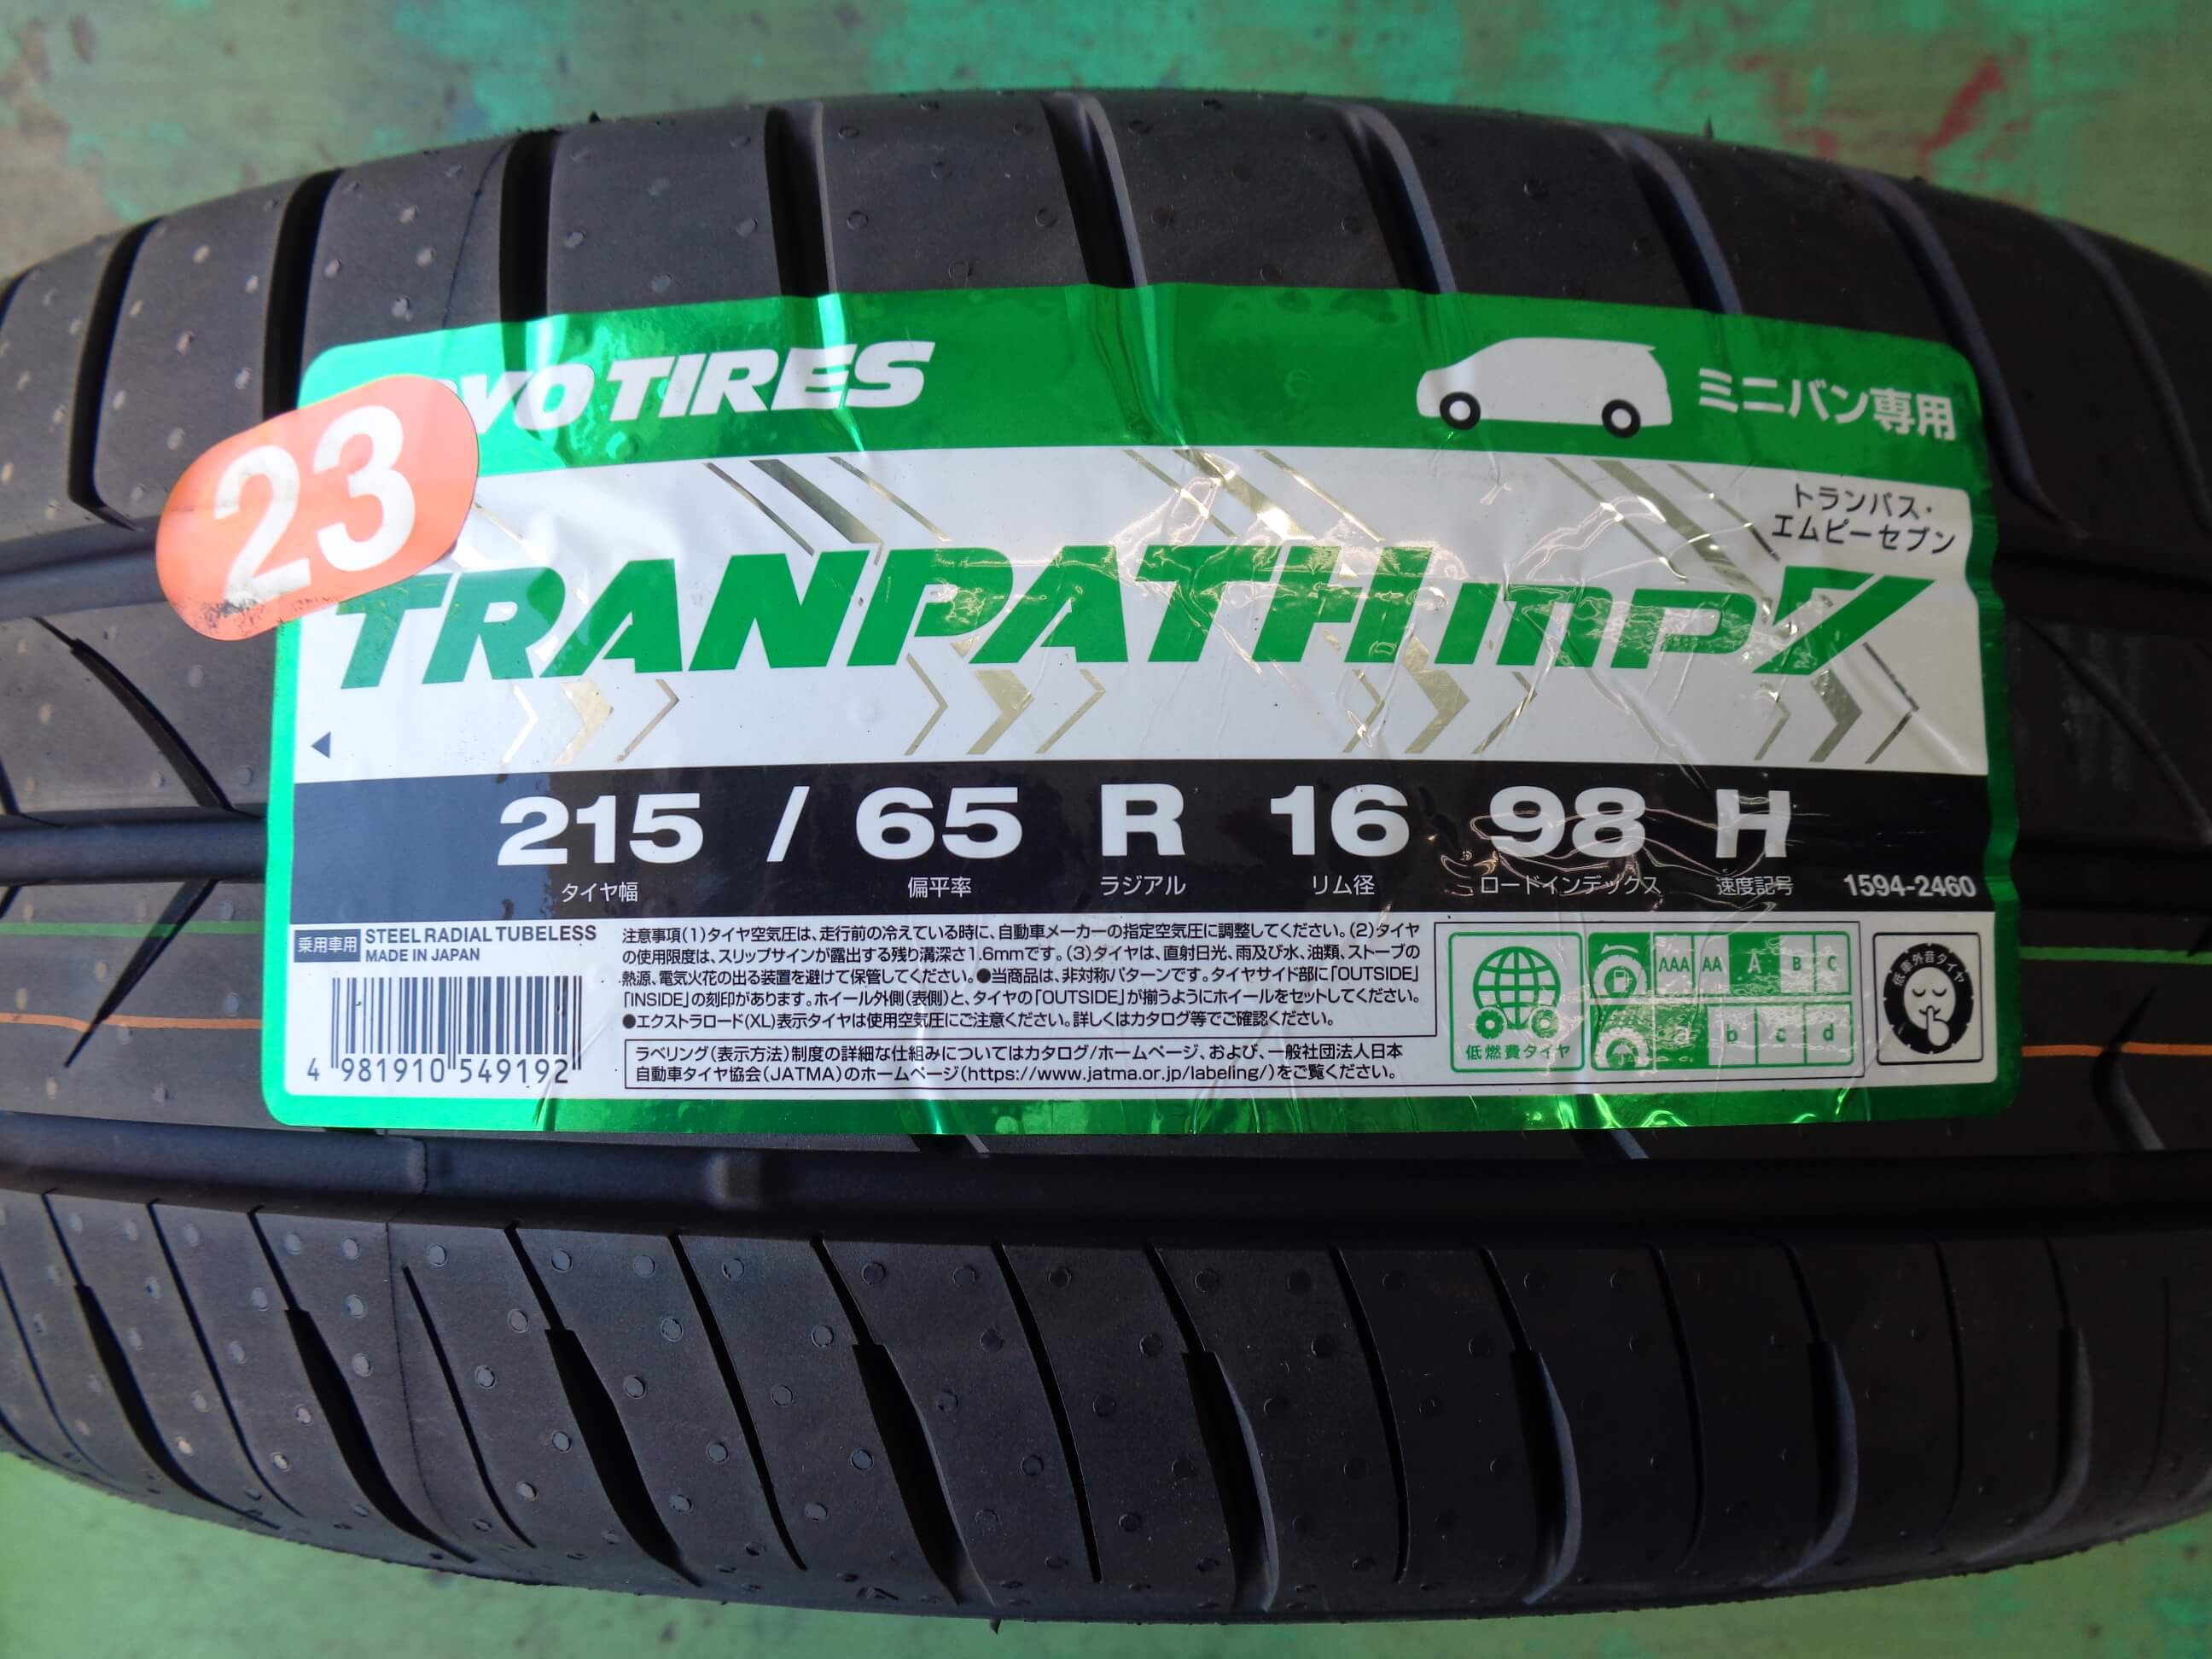 YO TIRES
ミニバン専用
23
トランパス・
エムピーセブン
TRANPATH mp7
215 / 65 R 16 98 H
タイヤ幅 偏平率 ラジアル リム径 ロードインデックス 速度記号 1594-2460
乗用車用 STEEL RADIAL TUBELESS
MADE IN JAPAN
4 981910 549192
注意事項(1)タイヤ空気圧は、走行前の冷えている時に、自動車メーカーの指定空気圧に調整してください。(2)タイヤ
の使用限度は、スリップサインが露出する残り溝深さ1.6mmです。(3)タイヤは、直射日光、雨及び水、油類、ストーブの
熱源、電気火花の出る装置を避けて保管してください。●当商品は、非対称パターンです。タイヤサイド部に「OUTSIDE」
「INSIDE」の刻印があります。ホイール外側(表側)と、タイヤの「OUTSIDE」が揃うようにホイールをセットしてください。
●エクストラロード(XL)表示タイヤは使用空気圧にご注意ください。詳しくはカタログ等でご確認ください。
ラベリング(表示方法)制度の詳細な仕組みについてはカタログ/ホームページ、および、一般社団法人日本
自動車タイヤ協会(JATMA)のホームページ(https://www.jatma.or.jp/labeling/)をご覧ください。
低燃費タイヤ
AAA AA A B C
a b c d
低車外音タイヤ